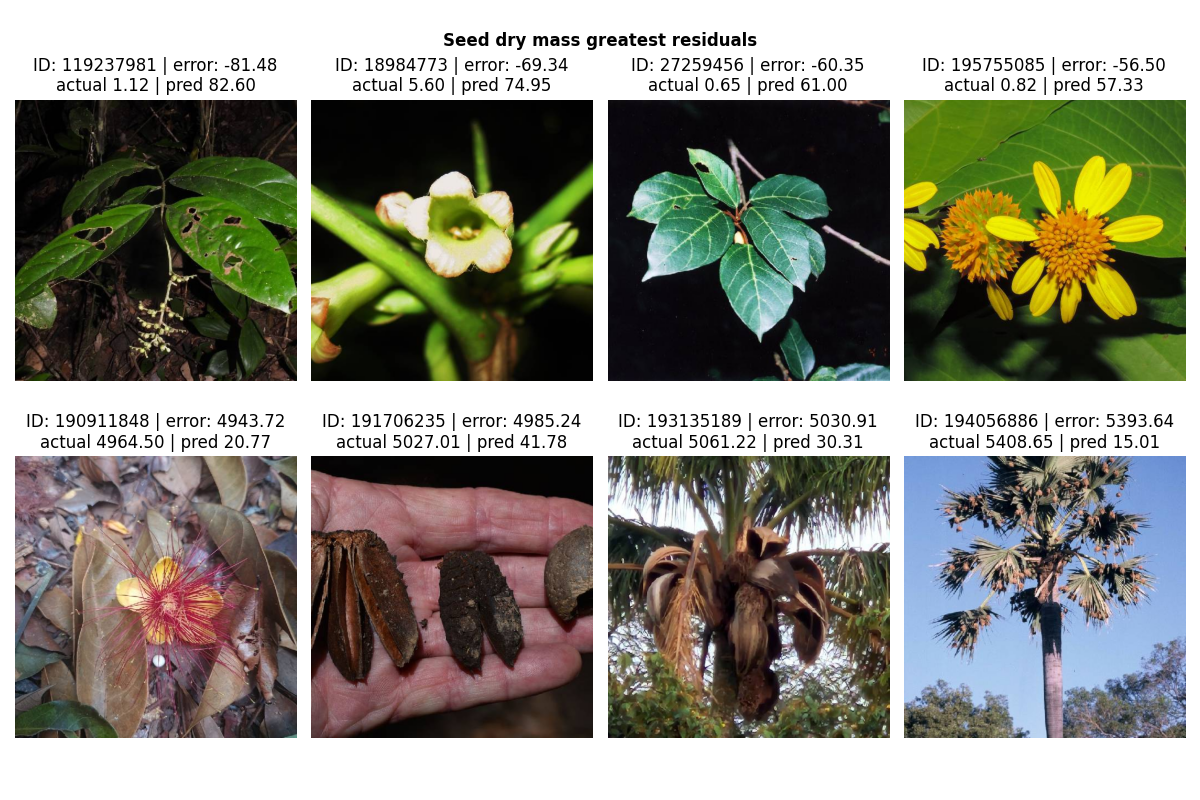 Seed dry mass greatest residuals
ID: 119237981 | error: -81.48
actual 1.12 | pred 82.60
ID: 18984773 | error: -69.34
actual 5.60 | pred 74.95
ID: 27259456 | error: -60.35
actual 0.65 | pred 61.00
ID: 195755085 | error: -56.50
actual 0.82 | pred 57.33
ID: 190911848 | error: 4943.72
actual 4964.50 | pred 20.77
ID: 191706235 | error: 4985.24
actual 5027.01 | pred 41.78
ID: 193135189 | error: 5030.91
actual 5061.22 | pred 30.31
ID: 194056886 | error: 5393.64
actual 5408.65 | pred 15.01